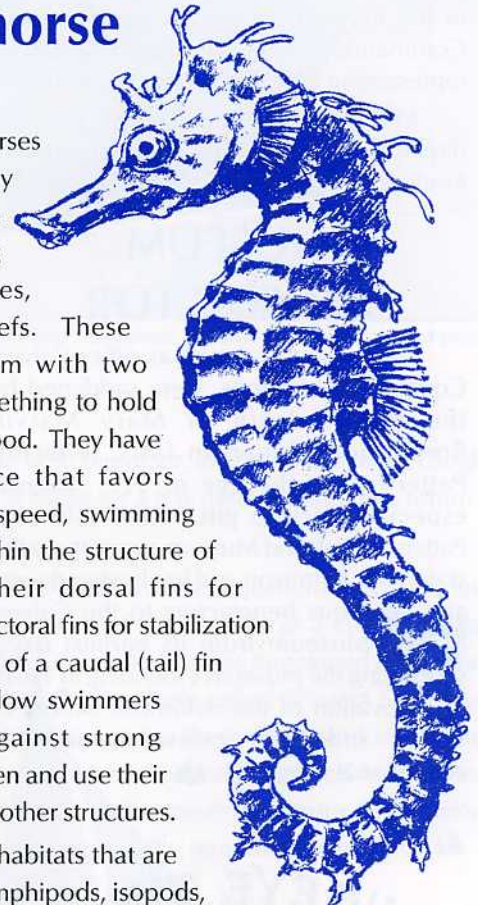 horse
rses
y
es,
efs. These
m with two
ething to hold
ood. They have
ce that favors
speed, swimming
hin the structure of
heir dorsal fins for
ctoral fins for stabilization
of a caudal (tail) fin
low swimmers
gainst strong
en and use their
other structures.
habitats that are
mphipods, isopods,